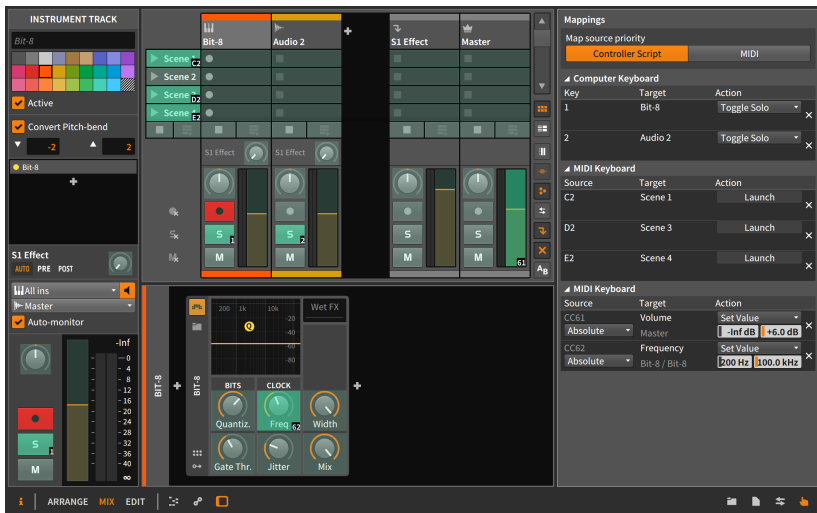 INSTRUMENT TRACK
Bit-8
Active
Convert Pitch-bend
-2
2
Bit-8
S1 Effect
AUTO PRE POST
All ins
Master
Auto-monitor
-Inf
0
4
8
12
16
20
24
28
32
36
40
∞
S 1
M
Bit-8
Audio 2
S1 Effect
Master
Scene C2
Scene 2
Scene D2
Scene E2
S1 Effect
S1 Effect
S 1
S 2
S
S
M
M
M
M 61
AB
BIT-8
BIT-8
200 1k 10k
-20
-40
-60
-80
Q
Wet FX
BITS CLOCK
Quantiz. Freq 62 Width
Gate Thr. Jitter Mix
Mappings
Map source priority
Controller Script MIDI
Computer Keyboard
Key Target Action
1 Bit-8 Toggle Solo
2 Audio 2 Toggle Solo
MIDI Keyboard
Source Target Action
C2 Scene 1 Launch
D2 Scene 3 Launch
E2 Scene 4 Launch
MIDI Keyboard
Source Target Action
CC61 Volume Set Value
Absolute Master -Inf dB +6.0 dB
CC62 Frequency Set Value
Absolute Bit-8 / Bit-8 200 Hz 100.0 kHz
i ARRANGE MIX EDIT